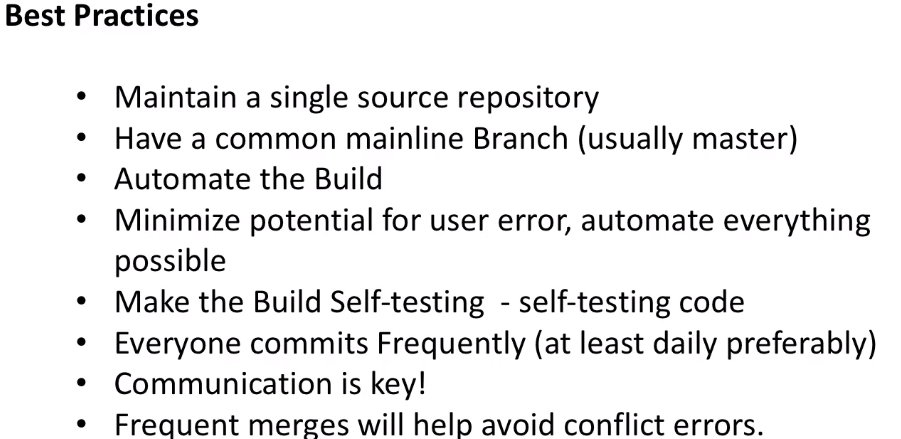 Best Practices
• Maintain a single source repository
• Have a common mainline Branch (usually master)
• Automate the Build
• Minimize potential for user error, automate everything
possible
• Make the Build Self-testing  - self-testing code
• Everyone commits Frequently (at least daily preferably)
• Communication is key!
• Frequent merges will help avoid conflict errors.